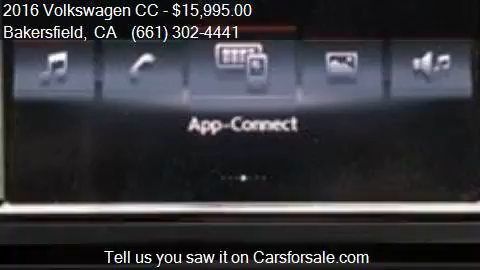 2016 Volkswagen CC - $15,995.00
Bakersfield, CA (661) 302-4441
App-Connect
Tell us you saw it on Carsforsale.com